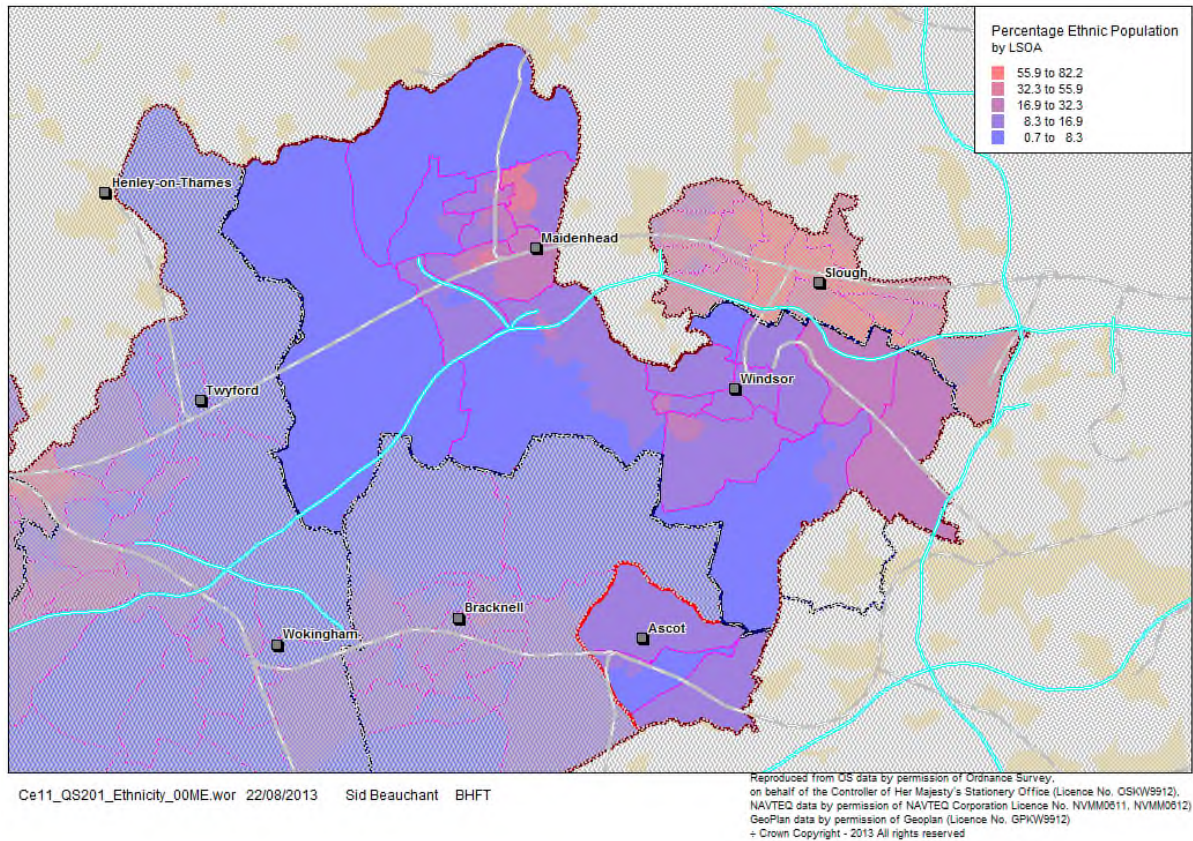 Percentage Ethnic Population
by LSOA
55.9 to 82.2
32.3 to 55.9
16.9 to 32.3
8.3 to 16.9
0.7 to 8.3
Henley-on-Thames
Maidenhead
Slough
Windsor
Twyford
Bracknell
Ascot
Wokingham
Ce11_QS201_Ethnicity_00ME.wor 22/08/2013 Sid Beauchant BHFT
Reproduced from OS data by permission of Ordnance Survey,
on behalf of the Controller of Her Majesty's Stationery Office (Licence No. OSKW9912),
NAVTEQ data by permission of NAVTEQ Corporation Licence No. NVMM0611, NVMM0612)
GeoPlan data by permission of Geoplan (Licence No. GPKW9912)
÷ Crown Copyright - 2013 All rights reserved